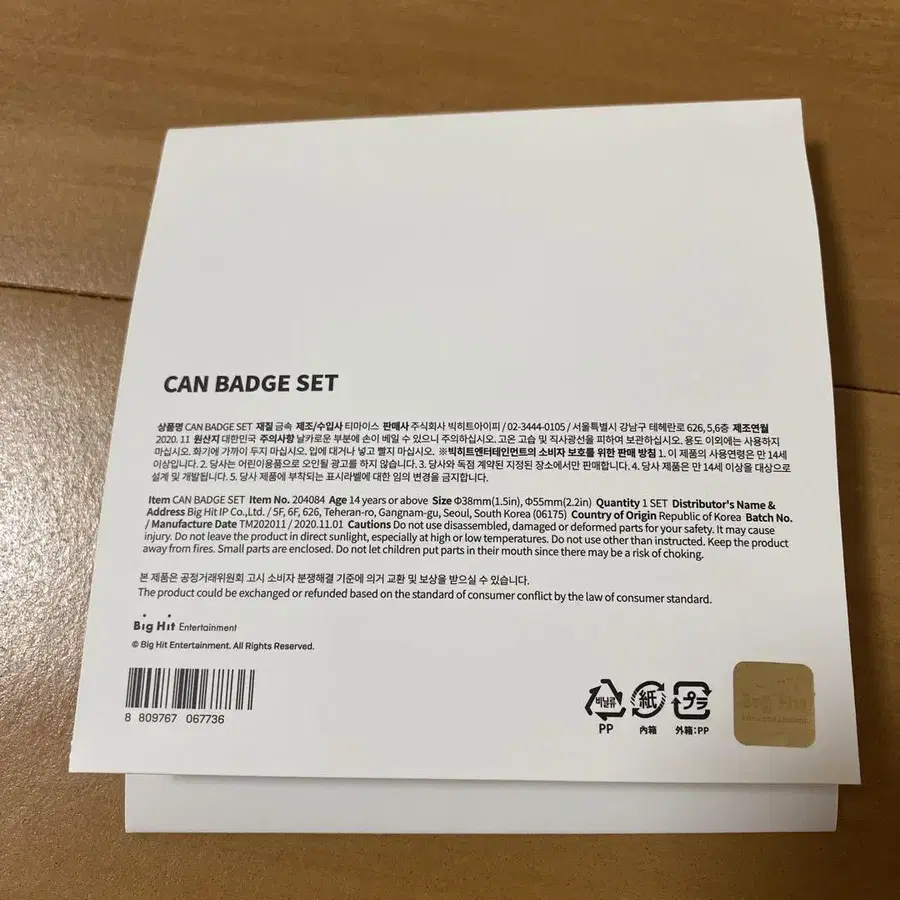 CAN BADGE SET
상품명 CAN BADGE SET 재질 금속 제조/수입사 티마이스 판매사 주식회사 빅히트아이피 / 02-3444-0105 / 서울특별시 강남구 테헤란로 626, 5,6층 제조연월
2020. 11 원산지 대한민국 주의사항 날카로운 부분에 손이 베일 수 있으니 주의하십시오. 고온 고습 및 직사광선을 피하여 보관하십시오. 용도 이외에는 사용하지
마십시오. 화기에 가까이 두지 마십시오. 입에 대거나 넣고 빨지 마십시오. ※빅히트엔터테인먼트의 소비자 보호를 위한 판매 방침 1. 이 제품의 사용연령은 만 14세
이상입니다. 2. 당사는 어린이용품으로 오인될 광고를 하지 않습니다. 3. 당사와 독점 계약된 지정된 장소에서만 판매합니다. 4. 당사 제품은 만 14세 이상을 대상으로
설계 및 개발됩니다. 5. 당사 제품에 부착되는 표시라벨에 대한 임의 변경을 금지합니다.
Item CAN BADGE SET Item No. 204084 Age 14 years or above Size Φ38mm(1.5in), Φ55mm(2.2in) Quantity 1 SET Distributor's Name &
Address Big Hit IP Co.,Ltd. / 5F, 6F, 626, Teheran-ro, Gangnam-gu, Seoul, South Korea (06175) Country of Origin Republic of Korea Batch No.
/ Manufacture Date TM202011 / 2020.11.01 Cautions Do not use disassembled, damaged or deformed parts for your safety. It may cause
injury. Do not leave the product in direct sunlight, especially at high or low temperatures. Do not use other than instructed. Keep the product
away from fires. Small parts are enclosed. Do not let children put parts in their mouth since there may be a risk of choking.
본 제품은 공정거래위원회 고시 소비자 분쟁해결 기준에 의거 교환 및 보상을 받으실 수 있습니다.
The product could be exchanged or refunded based on the standard of consumer conflict by the law of consumer standard.
Big Hit Entertainment
© Big Hit Entertainment. All Rights Reserved.
8 809767 067736
비닐류 紙 プラ
PP 內箱 外箱:PP
Big Hit
Entertainment